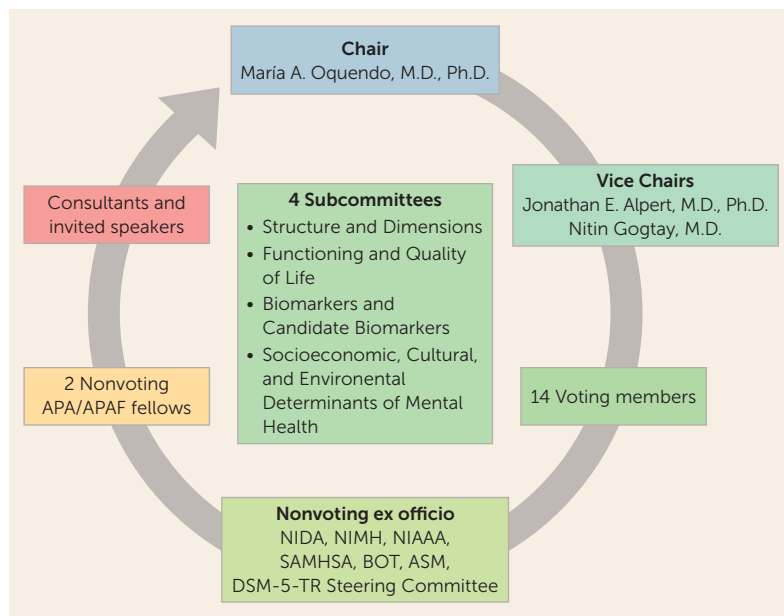 Chair
María A. Oquendo, M.D., Ph.D.
Vice Chairs
Jonathan E. Alpert, M.D., Ph.D.
Nitin Gogtay, M.D.
14 Voting members
Nonvoting ex officio
NIDA, NIMH, NIAAA,
SAMHSA, BOT, ASM,
DSM-5-TR Steering Committee
2 Nonvoting
APA/APAF fellows
Consultants and
invited speakers
4 Subcommittees
• Structure and Dimensions
• Functioning and Quality
of Life
• Biomarkers and
Candidate Biomarkers
• Socioeconomic, Cultural,
and Environental
Determinants of Mental
Health